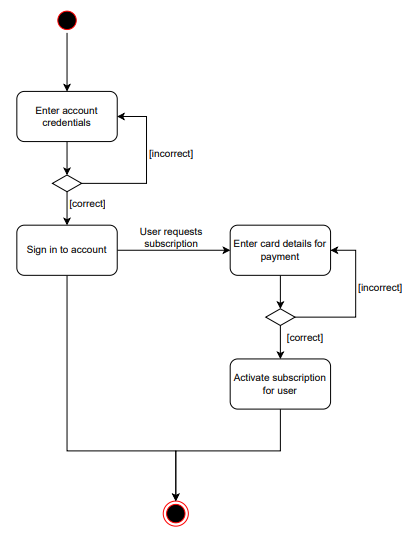 Enter account
credentials
[incorrect]
[correct]
Sign in to account
User requests
subscription
Enter card details for
payment
[incorrect]
[correct]
Activate subscription
for user